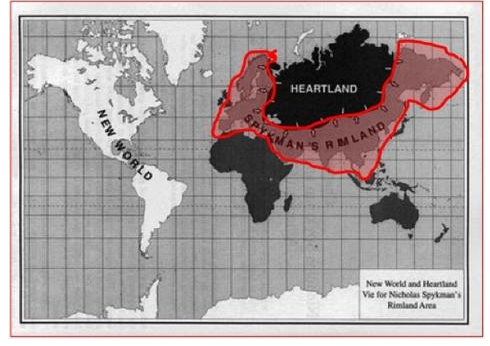 HEARTLAND
NEW WORLD
SPYKMAN'S RIMLAND
New World and Heartland
Vie for Nicholas Spykman's
Rimland Area